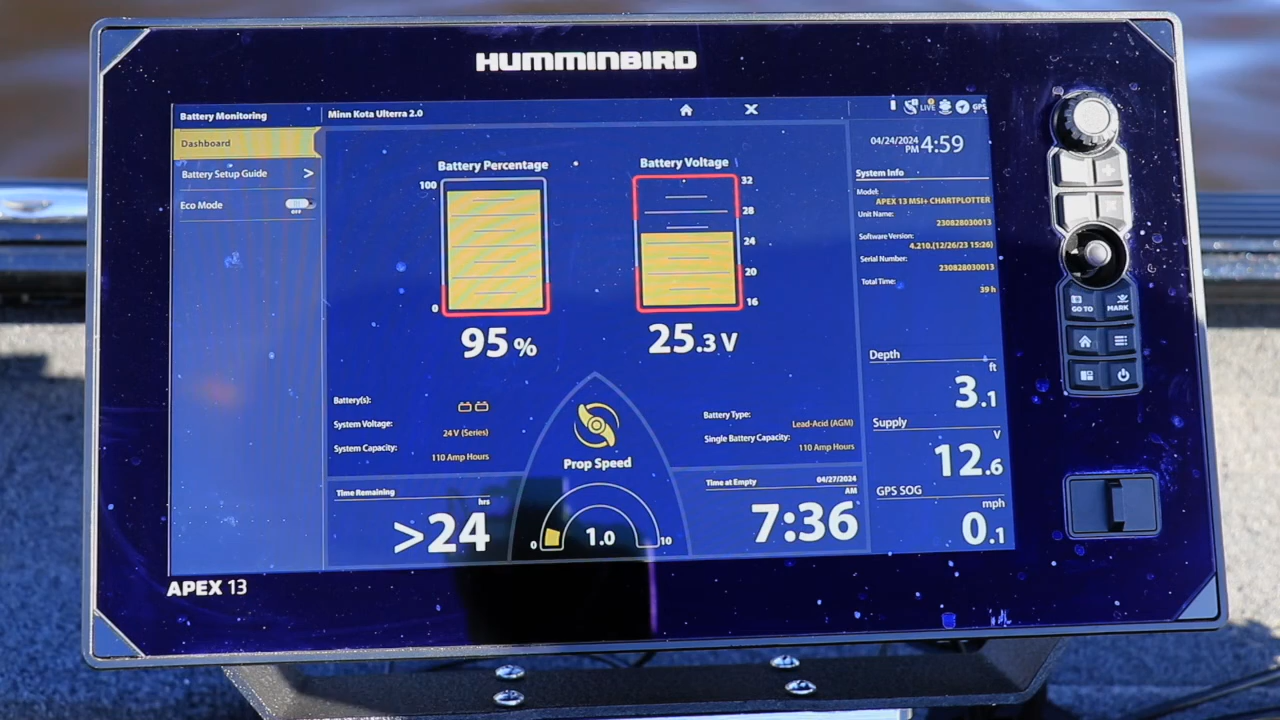 HUMMINBIRD
Battery Monitoring
Minn Kota Ulterra 2.0
LIVE
GPS
Dashboard
Battery Setup Guide >
Eco Mode
OFF
Battery Percentage
100
0
95 %
Battery Voltage
32
28
24
20
16
25.3 V
04/24/2024
PM 4:59
System Info
Model:
APEX 13 MSI+ CHARTPLOTTER
Unit Name:
230828030013
Software Version:
4.210.(12/26/23 15:26)
Serial Number:
230828030013
Total Time:
39 h
Battery(s):
System Voltage:
24 V (Series)
System Capacity:
110 Amp Hours
Prop Speed
0
1.0
10
Battery Type:
Lead-Acid (AGM)
Single Battery Capacity:
110 Amp Hours
Time Remaining
hrs
>24
Time at Empty
04/27/2024
AM
7:36
Depth
ft
3.1
Supply
V
12.6
GPS SOG
mph
0.1
GO TO
MARK
APEX 13